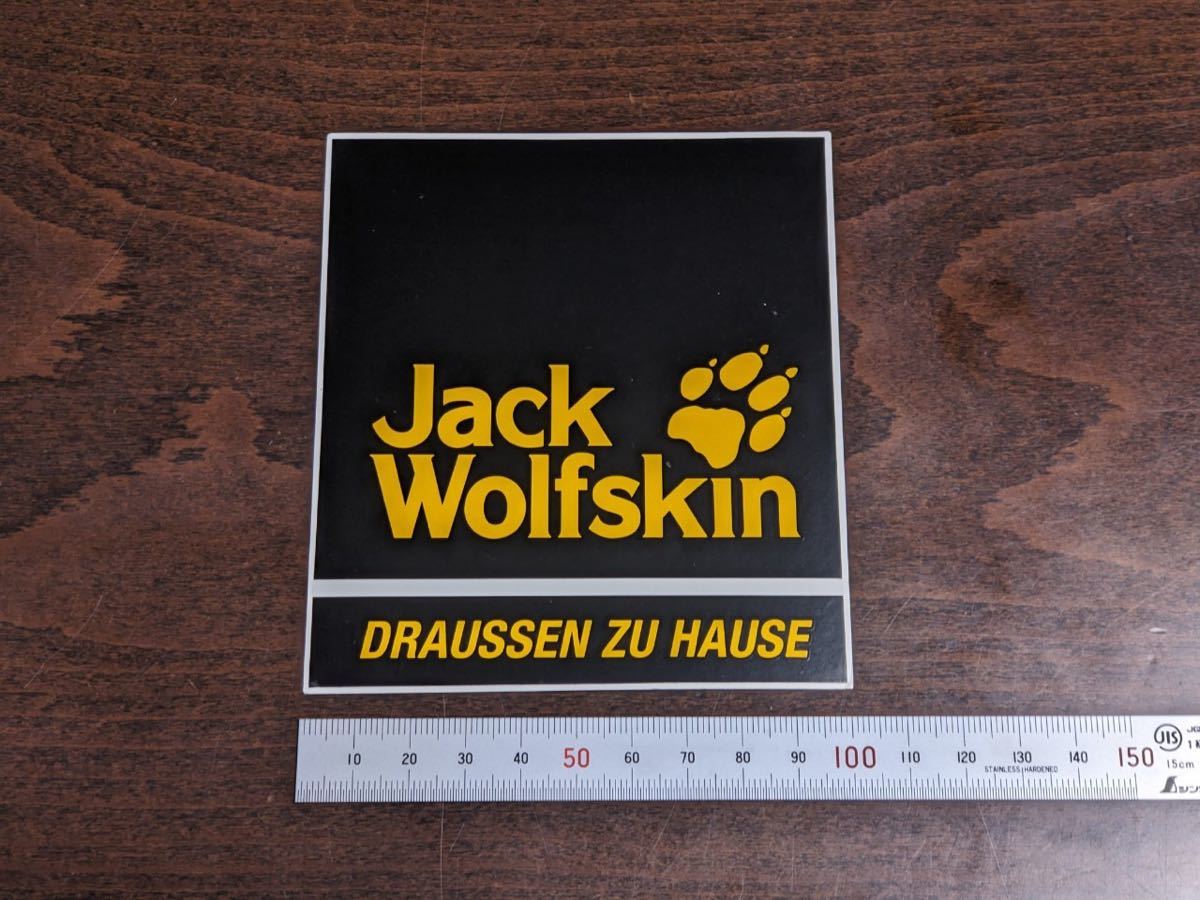 Jack
Wolfskin
DRAUSSEN ZU HAUSE
10 20 30 40 50 60 70 80 90 100 110 120 130 140 150
STAINLESS HARDENED
JIS
15cm